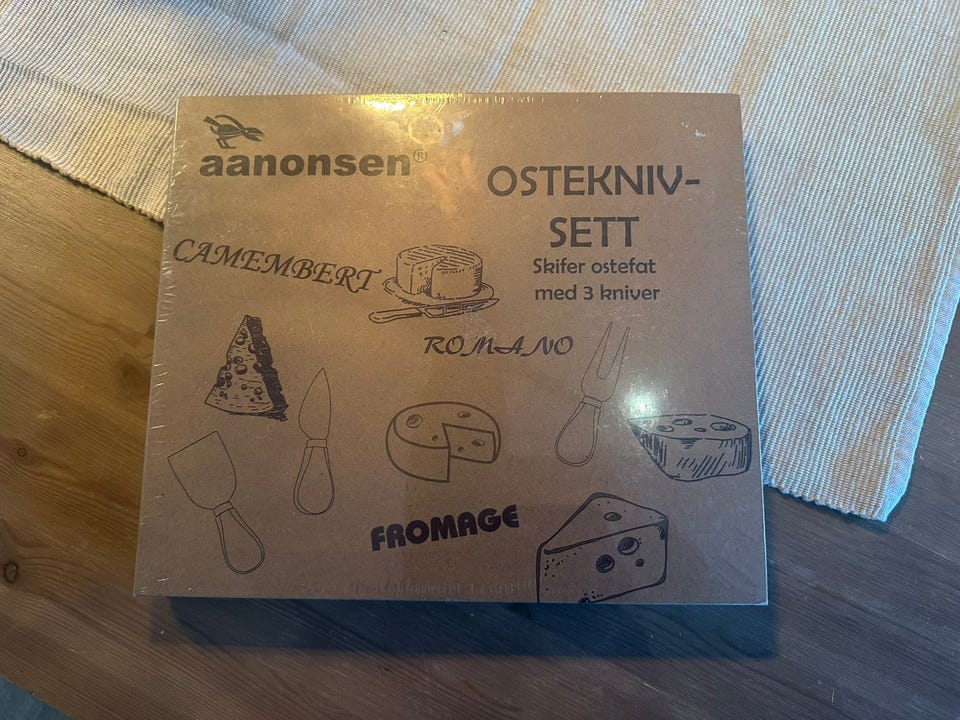 aanonsen®
OSTEKNIV-
SETT
Skifer ostefat
med 3 kniver
CAMEMBERT
ROMANO
FROMAGE